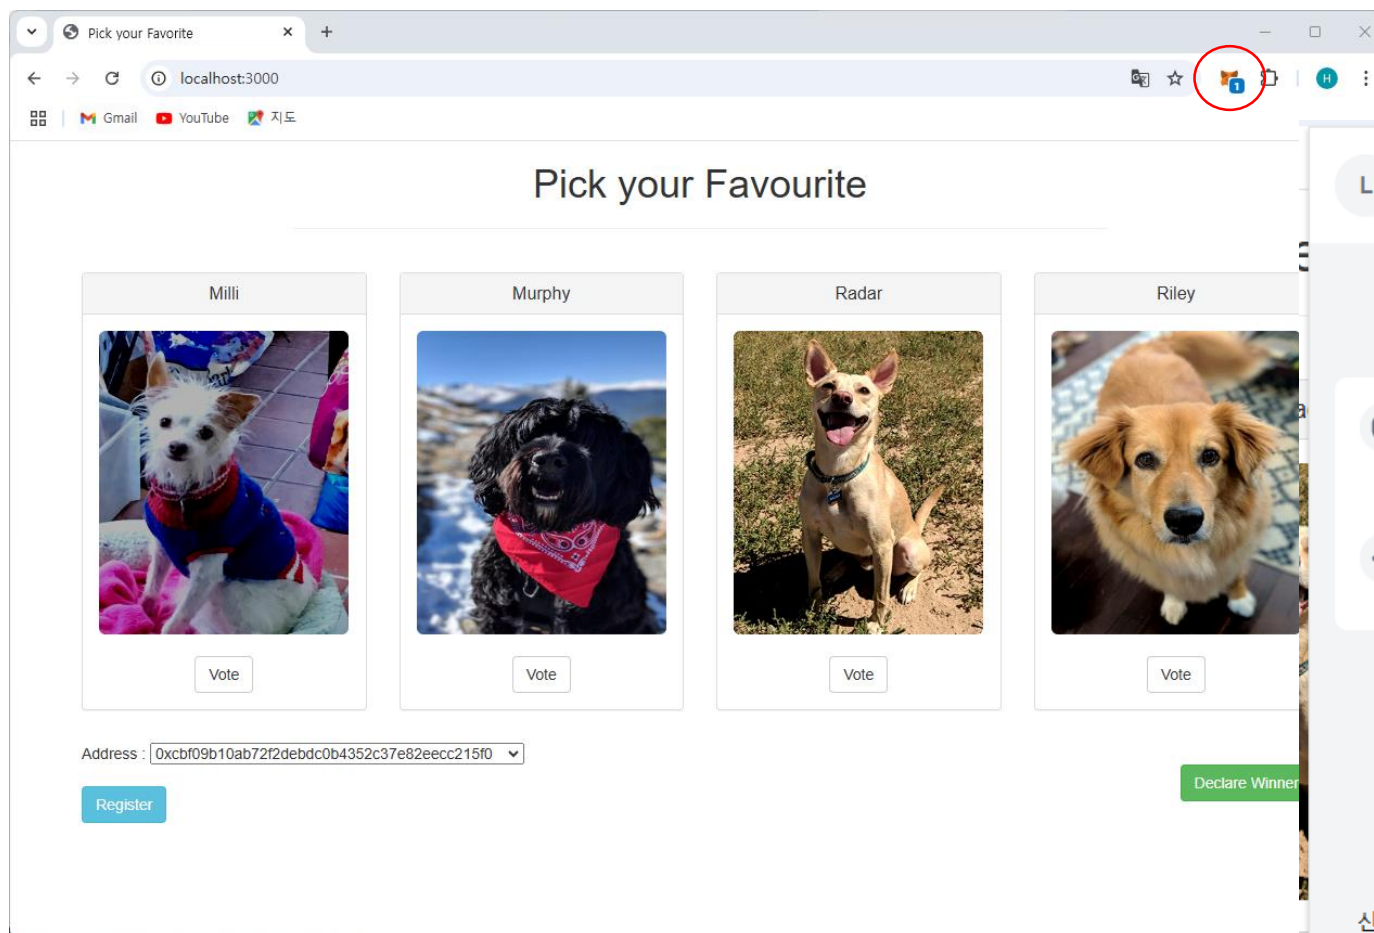 Pick your Favorite
localhost:3000
1
H
Gmail YouTube 지도
Pick your Favourite
Milli Murphy Radar Riley
Vote Vote Vote Vote
Address : 0xcbf09b10ab72f2debdc0b4352c37e82eecc215f0
Declare Winner
Register
L
신